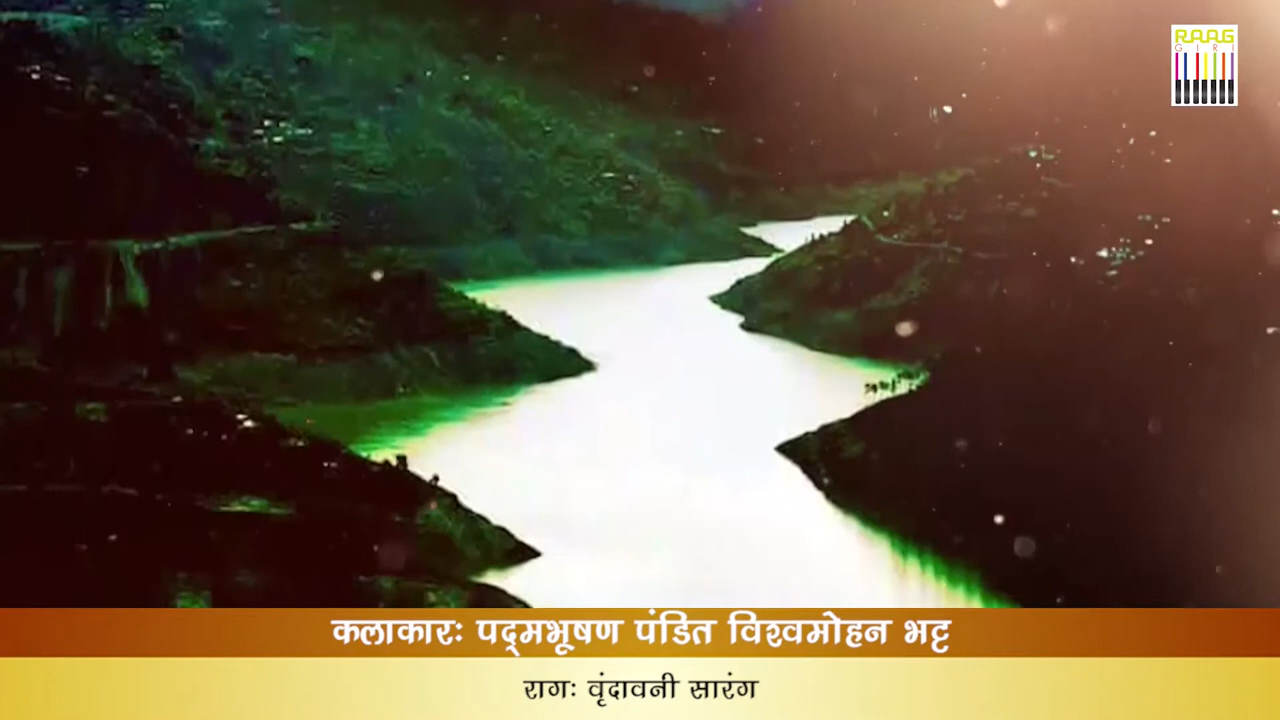 RAAG
GIRI
कलाकारः पद्मभूषण पंडित विश्वमोहन भट्ट
रागः वृंदावनी सारंग